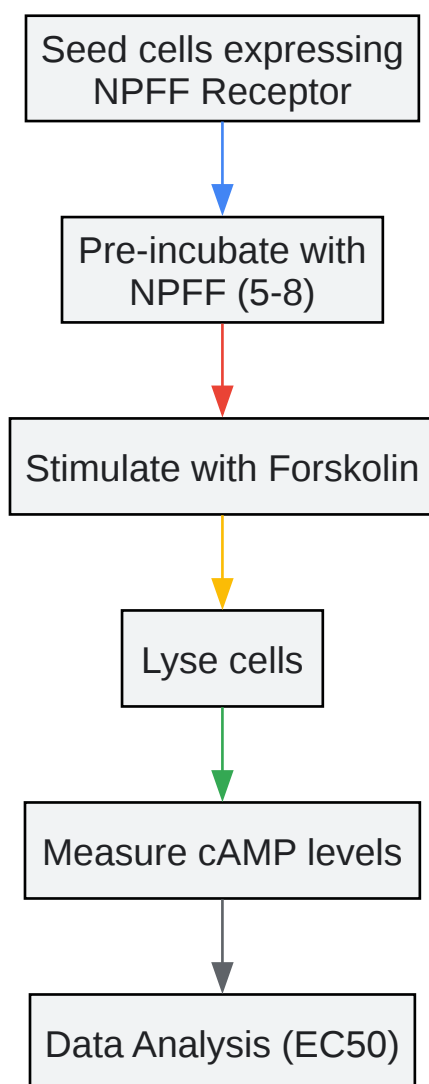 Seed cells expressing
NPFF Receptor
Pre-incubate with
NPFF (5-8)
Stimulate with Forskolin
Lyse cells
Measure cAMP levels
Data Analysis (EC50)